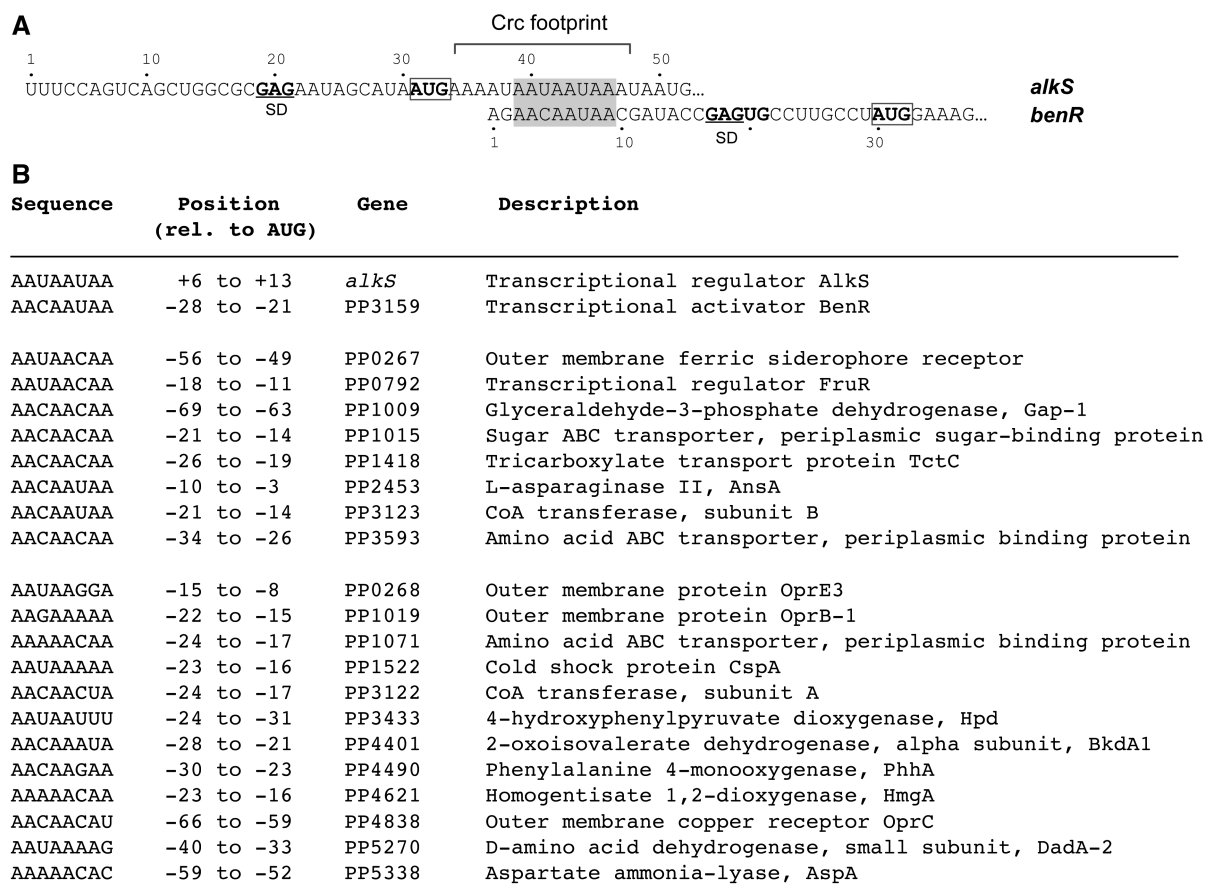 A
Crc footprint
1 10 20 30 40 50
UUUCCAGUCAGCUGGCGCGAGAAUAGCAUAAUGAAAAUAAUAAUAAAUAAUG... alkS
SD
AGAACAAUAACGAUACCGAGUGCCUUGCCUAUGGAAAG... benR
1 10 SD 30
B
Sequence Position Gene Description
(rel. to AUG)
AAUAAUAA +6 to +13 alkS Transcriptional regulator AlkS
AACAAUAA -28 to -21 PP3159 Transcriptional activator BenR
AAUAACAA -56 to -49 PP0267 Outer membrane ferric siderophore receptor
AAUAACAA -18 to -11 PP0792 Transcriptional regulator FruR
AACAACAA -69 to -63 PP1009 Glyceraldehyde-3-phosphate dehydrogenase, Gap-1
AACAACAA -21 to -14 PP1015 Sugar ABC transporter, periplasmic sugar-binding protein
AACAACAA -26 to -19 PP1418 Tricarboxylate transport protein TctC
AACAAUAA -10 to -3 PP2453 L-asparaginase II, AnsA
AACAAUAA -21 to -14 PP3123 CoA transferase, subunit B
AACAACAA -34 to -26 PP3593 Amino acid ABC transporter, periplasmic binding protein
AAUAAGGA -15 to -8 PP0268 Outer membrane protein OprE3
AAGAAAAA -22 to -15 PP1019 Outer membrane protein OprB-1
AAAAACAA -24 to -17 PP1071 Amino acid ABC transporter, periplasmic binding protein
AAUAAAAA -23 to -16 PP1522 Cold shock protein CspA
AACAACUA -24 to -17 PP3122 CoA transferase, subunit A
AAUAAUUU -24 to -31 PP3433 4-hydroxyphenylpyruvate dioxygenase, Hpd
AACAAAUA -28 to -21 PP4401 2-oxoisovalerate dehydrogenase, alpha subunit, BkdA1
AACAAGAA -30 to -23 PP4490 Phenylalanine 4-monooxygenase, PhhA
AAAAACAA -23 to -16 PP4621 Homogentisate 1,2-dioxygenase, HmgA
AACAACAU -66 to -59 PP4838 Outer membrane copper receptor OprC
AAUAAAAG -40 to -33 PP5270 D-amino acid dehydrogenase, small subunit, DadA-2
AAAAACAC -59 to -52 PP5338 Aspartate ammonia-lyase, AspA